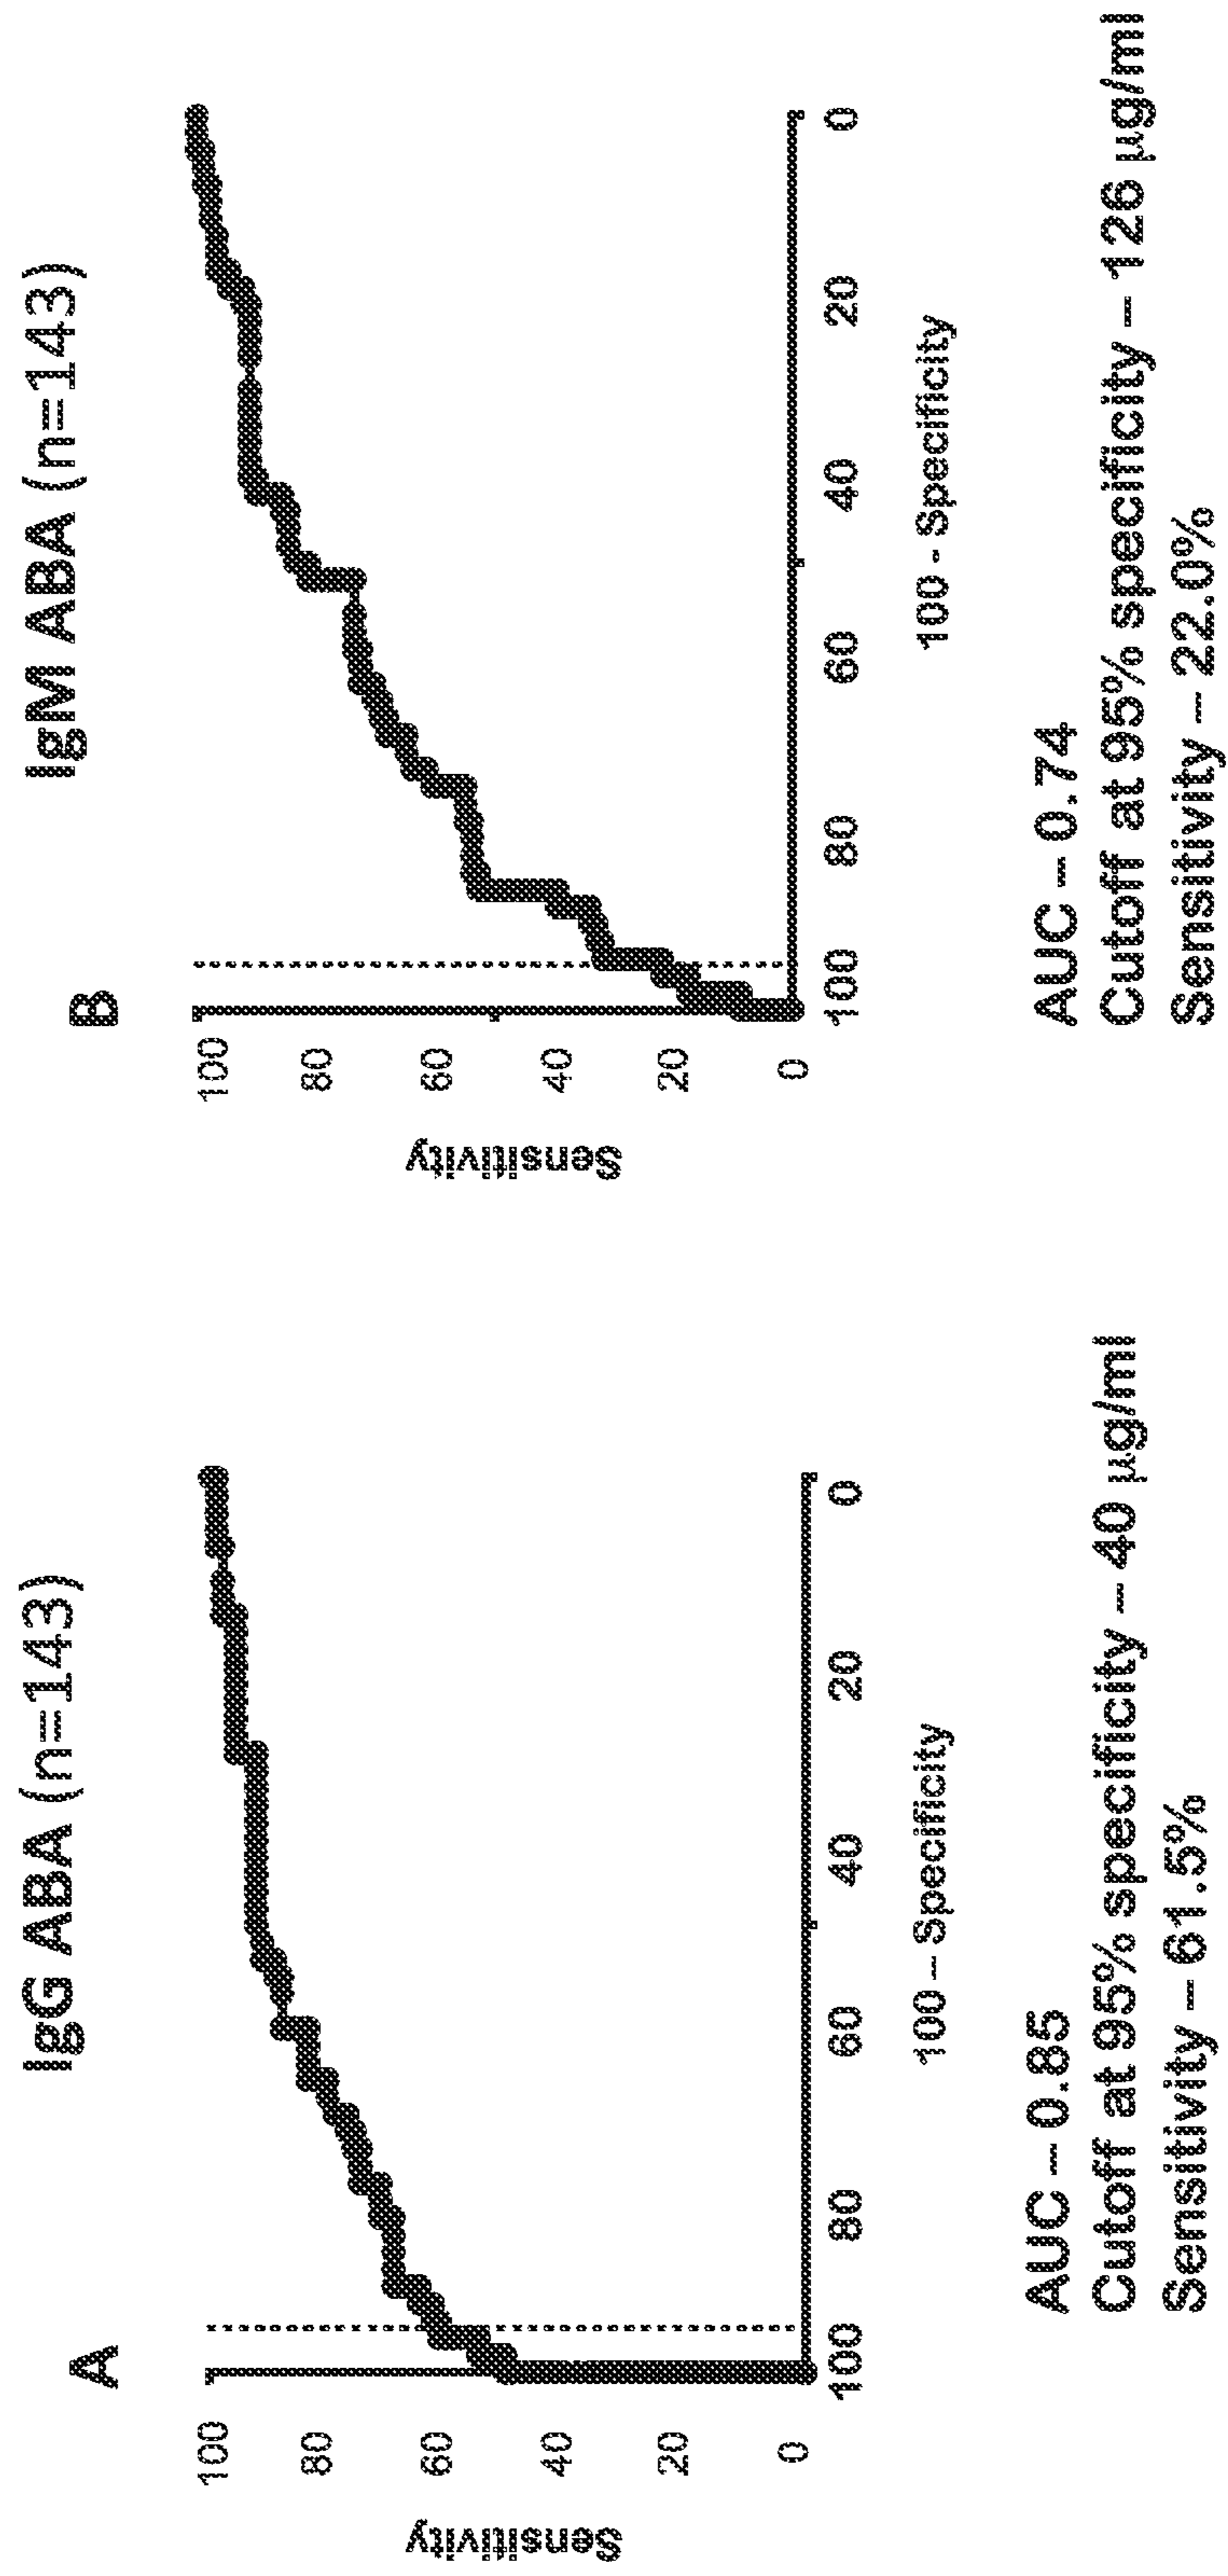 A
IgG ABA (n=143)
Sensitivity
100
80
60
40
20
0
100 80 60 40 20 0
100 – Specificity
AUC – 0.85
Cutoff at 95% specificity – 40 µg/ml
Sensitivity – 61.5%
B
IgM ABA (n=143)
Sensitivity
100
80
60
40
20
0
100 80 60 40 20 0
100 - Specificity
AUC – 0.74
Cutoff at 95% specificity – 126 µg/ml
Sensitivity – 22.0%